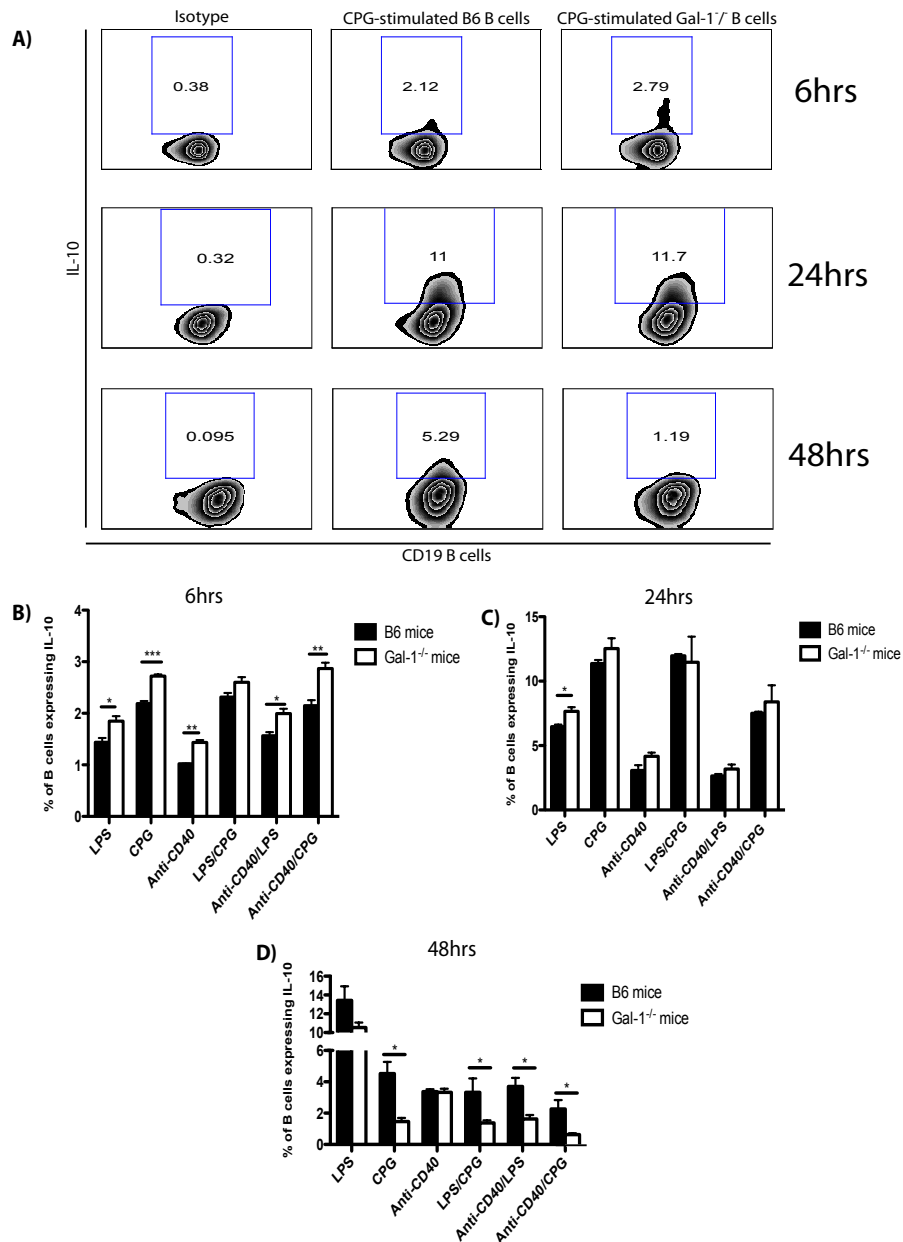 A)
Isotype
CPG-stimulated B6 B cells
CPG-stimulated Gal-1-/- B cells
0.38
2.12
2.79
6hrs
0.32
11
11.7
24hrs
0.095
5.29
1.19
48hrs
IL-10
CD19 B cells
B)
6hrs
% of B cells expressing IL-10
4
3
2
1
0
*
***
**
*
**
LPS
CPG
Anti-CD40
LPS/CPG
Anti-CD40/LPS
Anti-CD40/CPG
B6 mice
Gal-1-/- mice
C)
24hrs
% of B cells expressing IL-10
15
10
5
0
*
LPS
CPG
Anti-CD40
LPS/CPG
Anti-CD40/LPS
Anti-CD40/CPG
B6 mice
Gal-1-/- mice
D)
48hrs
% of B cells expressing IL-10
16
14
12
10
6
4
2
0
*
*
*
*
LPS
CPG
Anti-CD40
LPS/CPG
Anti-CD40/LPS
Anti-CD40/CPG
B6 mice
Gal-1-/- mice